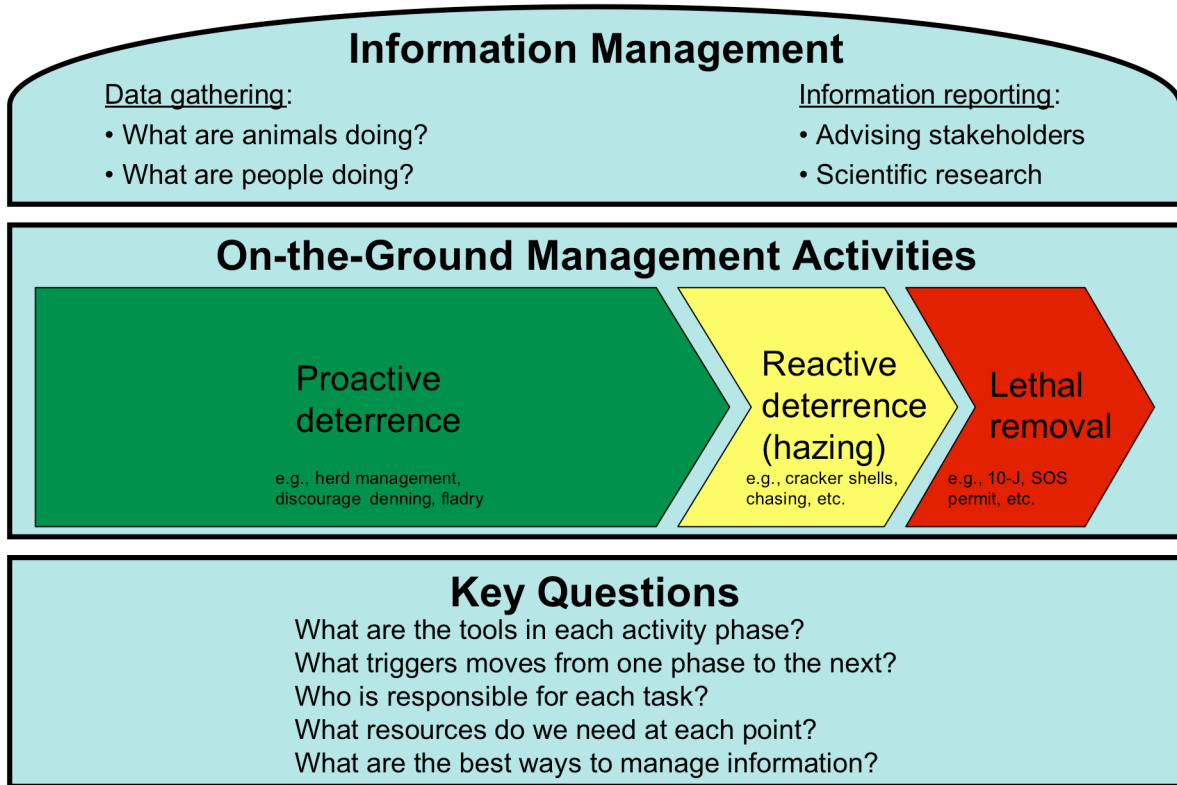 Information Management
Data gathering:
• What are animals doing?
• What are people doing?
Information reporting:
• Advising stakeholders
• Scientific research
On-the-Ground Management Activities
Proactive
deterrence
e.g., herd management,
discourage denning, fladry
Reactive
deterrence
(hazing)
e.g., cracker shells,
chasing, etc.
Lethal
removal
e.g., 10-J, SOS
permit, etc.
Key Questions
What are the tools in each activity phase?
What triggers moves from one phase to the next?
Who is responsible for each task?
What resources do we need at each point?
What are the best ways to manage information?